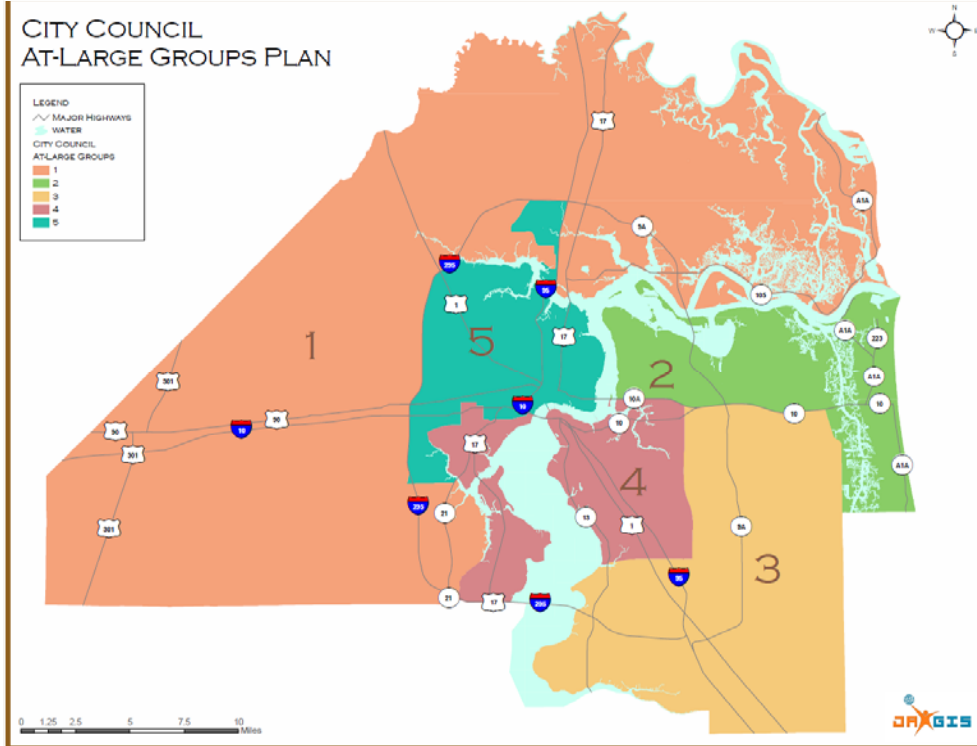 CITY COUNCIL
AT-LARGE GROUPS PLAN
N
W E
S
LEGEND
MAJOR HIGHWAYS
WATER
CITY COUNCIL
AT-LARGE GROUPS
1
2
3
4
5
17
A1A
9A
295
95
105
1
1
5
17
A1A
223
2
301
A1A
10A
10
90
10
10
10
90
10
301
17
A1A
4
21
295
15
1
9A
301
3
95
21
17
295
0 1.25 2.5 5 7.5 10
Miles
JAXGIS